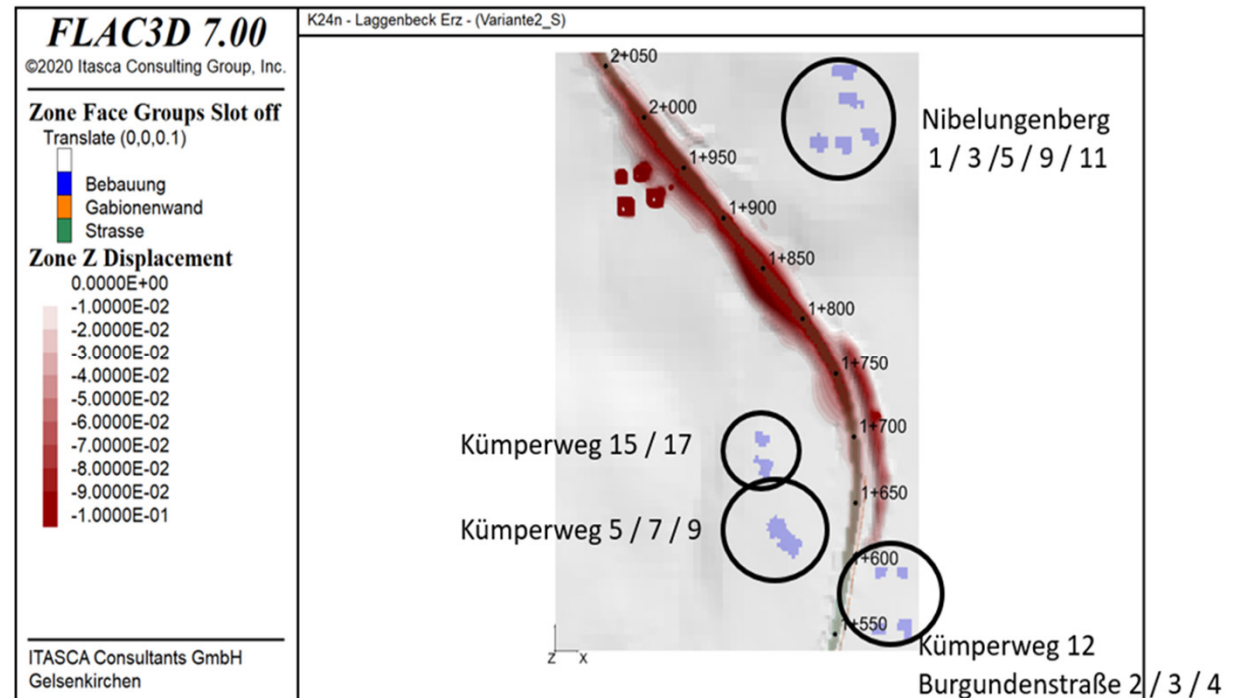 FLAC3D 7.00
©2020 Itasca Consulting Group, Inc.
Zone Face Groups Slot off
Translate (0,0,0.1)
Bebauung
Gabionenwand
Strasse
Zone Z Displacement
0.0000E+00
-1.0000E-02
-2.0000E-02
-3.0000E-02
-4.0000E-02
-5.0000E-02
-6.0000E-02
-7.0000E-02
-8.0000E-02
-9.0000E-02
-1.0000E-01
ITASCA Consultants GmbH
Gelsenkirchen
K24n - Laggenbeck Erz - (Variante2_S)
2+050
2+000
1+950
1+900
1+850
1+800
1+750
1+700
1+650
1+600
1+550
Nibelungenberg
1 / 3 /5 / 9 / 11
Kümperweg 15 / 17
Kümperweg 5 / 7 / 9
Kümperweg 12
Burgundenstraße 2 / 3 / 4
Z X